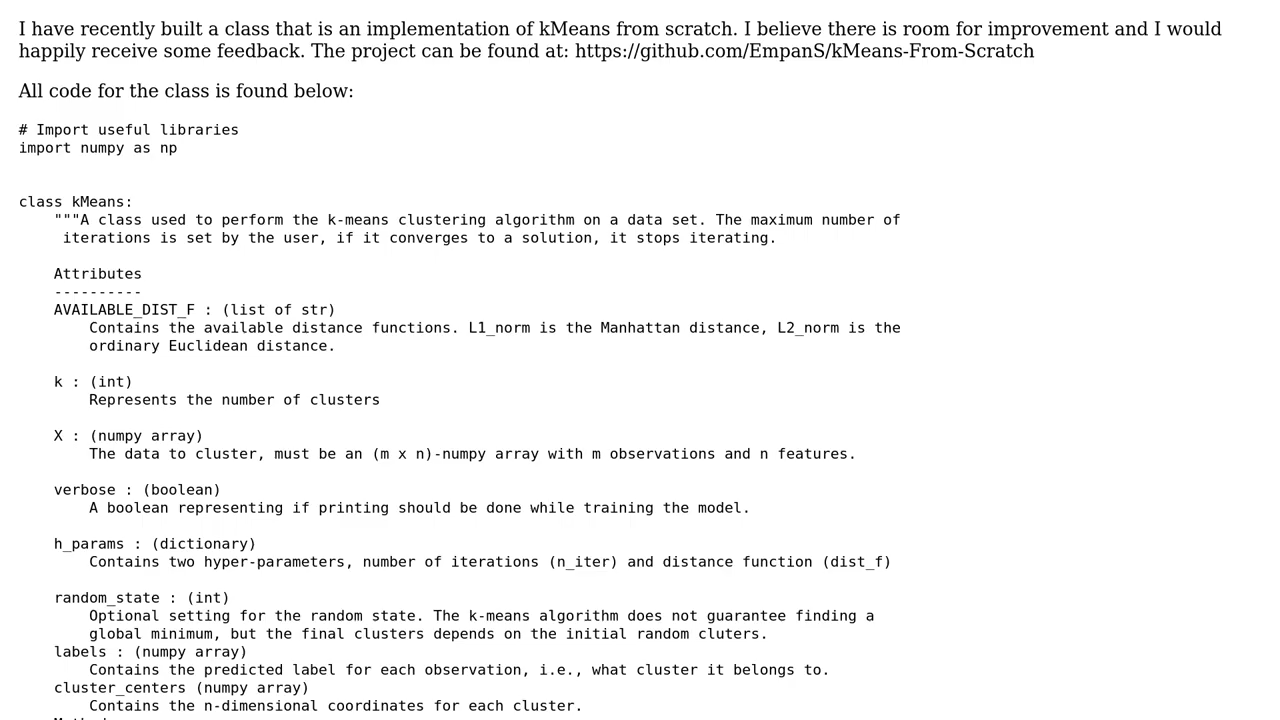 I have recently built a class that is an implementation of kMeans from scratch. I believe there is room for improvement and I would
happily receive some feedback. The project can be found at: https://github.com/EmpanS/kMeans-From-Scratch
All code for the class is found below:
# Import useful libraries
import numpy as np
class kMeans:
    """A class used to perform the k-means clustering algorithm on a data set. The maximum number of
     iterations is set by the user, if it converges to a solution, it stops iterating.
    Attributes
    ----------
    AVAILABLE_DIST_F : (list of str)
        Contains the available distance functions. L1_norm is the Manhattan distance, L2_norm is the
        ordinary Euclidean distance.
    k : (int)
        Represents the number of clusters
    X : (numpy array)
        The data to cluster, must be an (m x n)-numpy array with m observations and n features.
    verbose : (boolean)
        A boolean representing if printing should be done while training the model.
    h_params : (dictionary)
        Contains two hyper-parameters, number of iterations (n_iter) and distance function (dist_f)
    random_state : (int)
        Optional setting for the random state. The k-means algorithm does not guarantee finding a
        global minimum, but the final clusters depends on the initial random cluters.
    labels : (numpy array)
        Contains the predicted label for each observation, i.e., what cluster it belongs to.
    cluster_centers (numpy array)
        Contains the n-dimensional coordinates for each cluster.